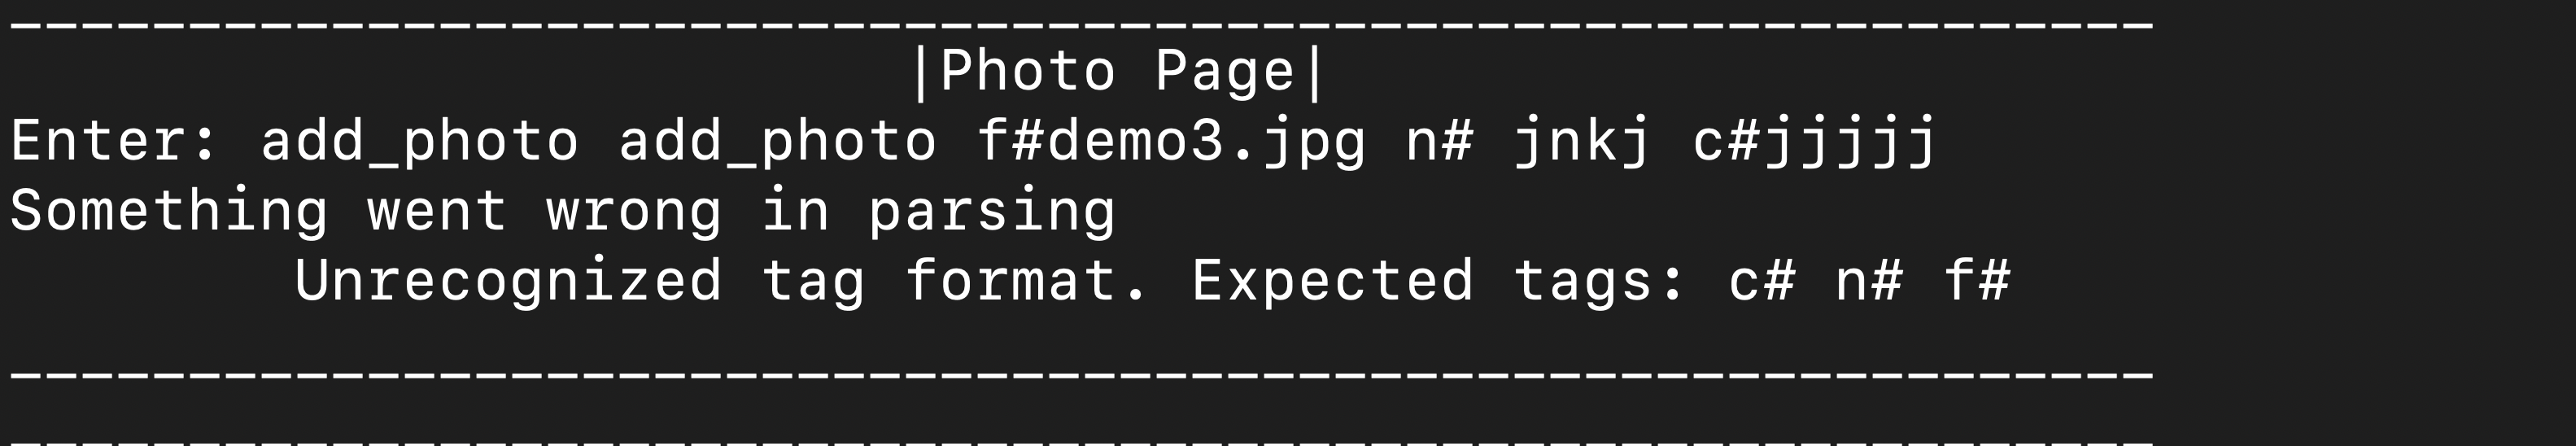 ------------------------------------------------------------
|Photo Page|
Enter: add_photo add_photo f#demo3.jpg n# jnkj c#jjjjj
Something went wrong in parsing
Unrecognized tag format. Expected tags: c# n# f#
------------------------------------------------------------
------------------------------------------------------------